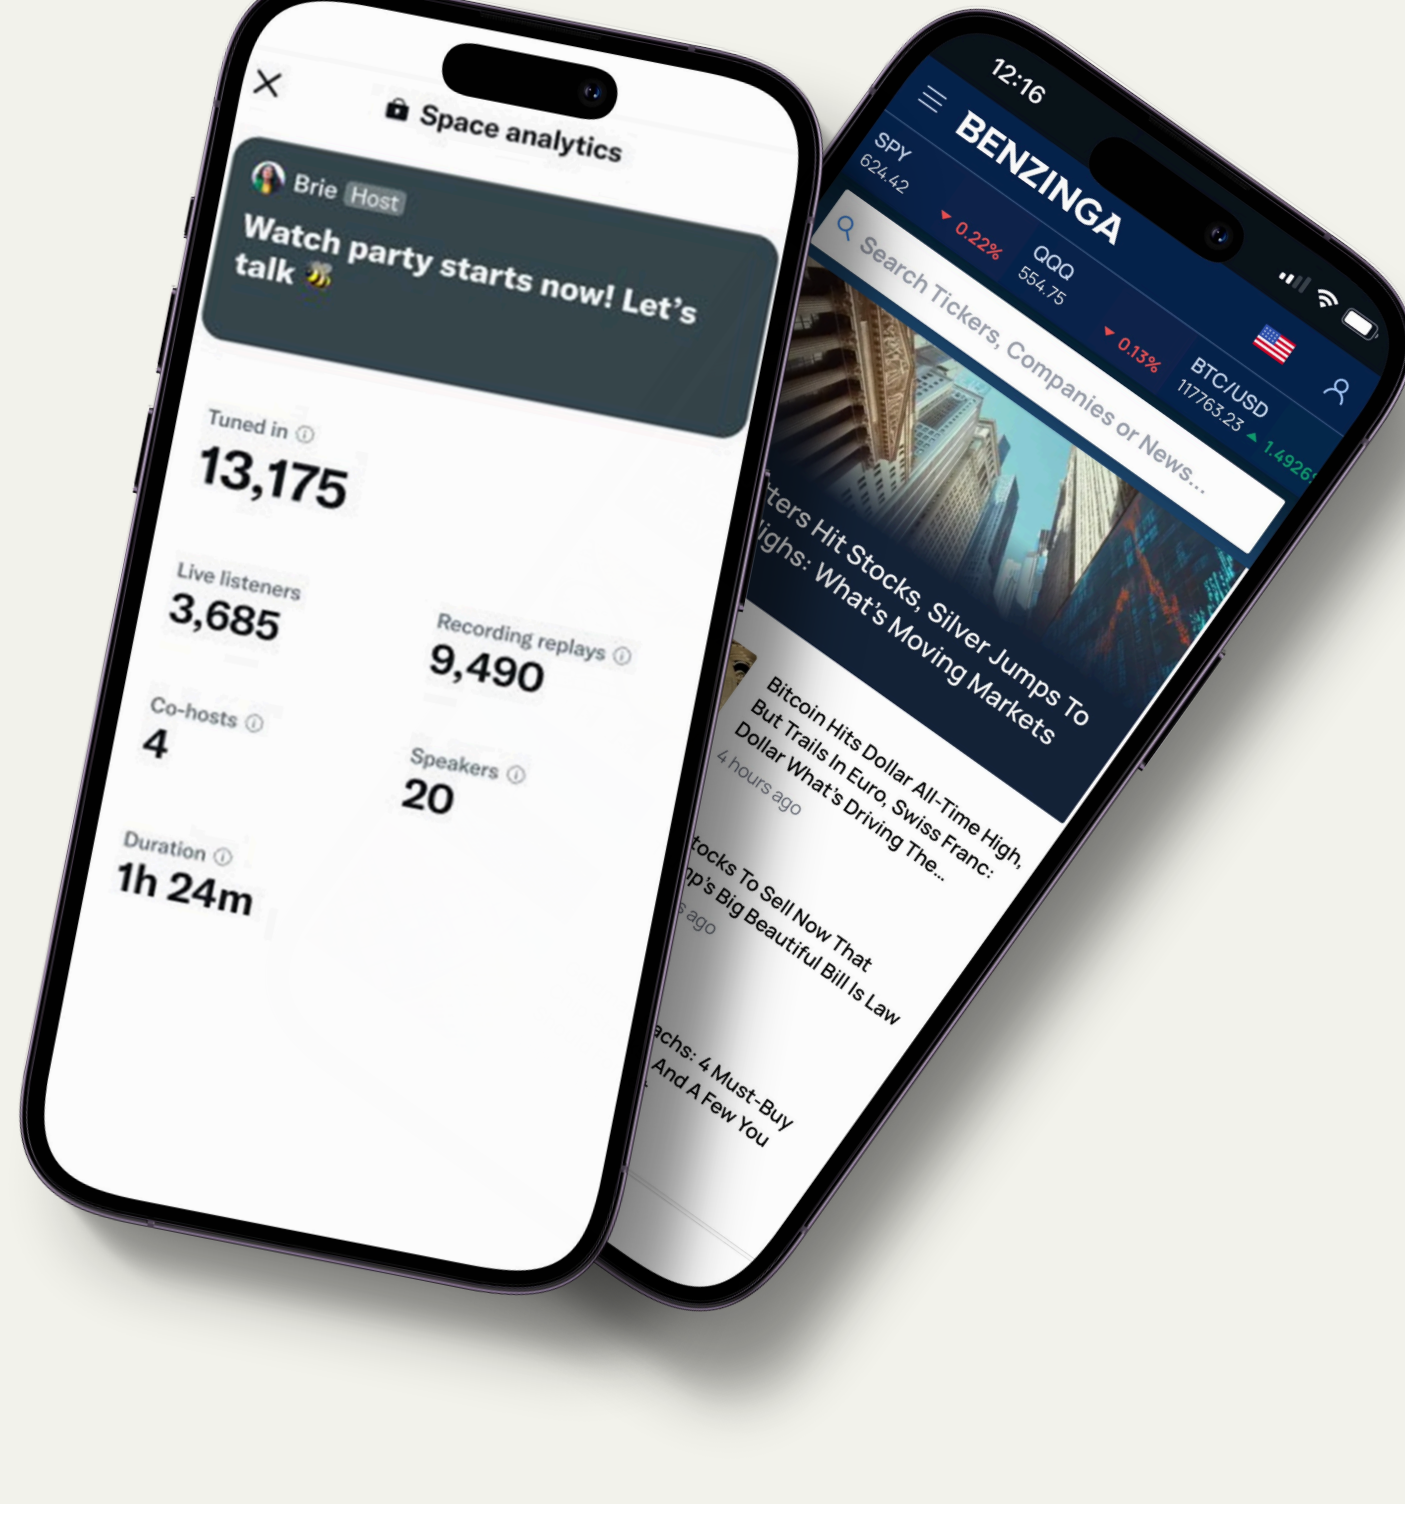 Space analytics
Brie Host
Watch party starts now! Let's
talk 🐝
Tuned in
13,175
Live listeners
3,685
Recording replays
9,490
Co-hosts
4
Speakers
20
Duration
1h 24m
12:16
BENZINGA
SPY
624.42
0.22%
QQQ
554.75
0.13%
BTC/USD
117763.23
1.4926
Search Tickers, Companies or News...
Hit Stocks, Silver Jumps To
What's Moving Markets
Bitcoin Hits Dollar All-Time High,
But Trails In Euro, Swiss Franc:
Dollar What's Driving The...
4 hours ago
To Sell Now That
Big Beautiful Bill Is Law
ago
4 Must-Buy
And A Few You